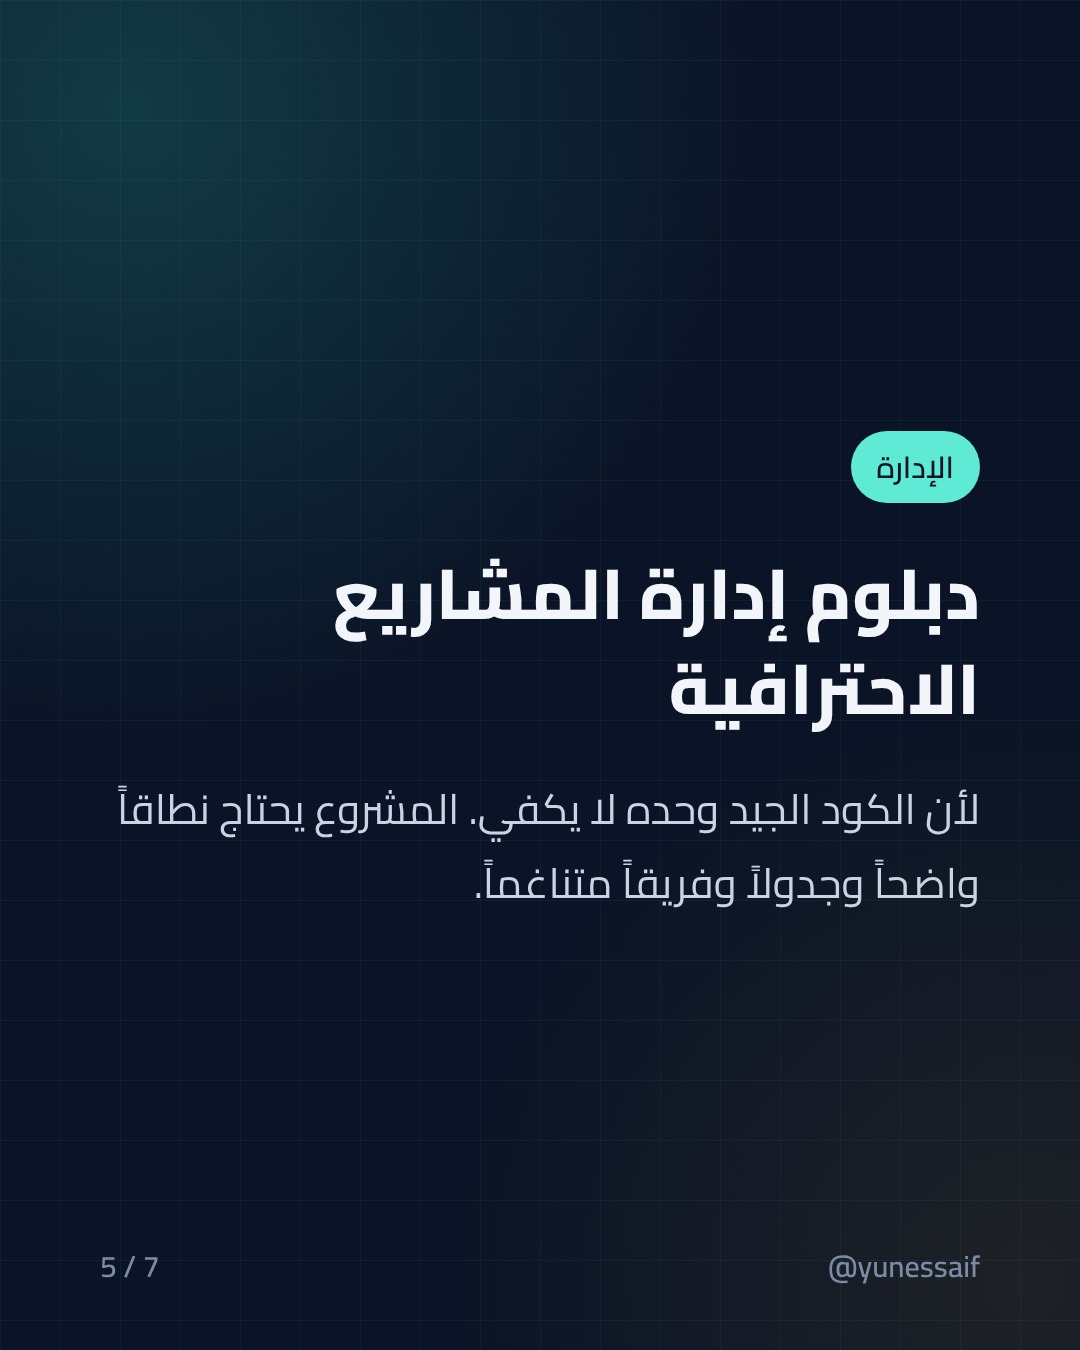 الإدارة
دبلوم إدارة المشاريع
الاحترافية
لأن الكود الجيد وحده لا يكفي. المشروع يحتاج نطاقاً
واضحاً وجدولاً وفريقاً متناغماً.
@yunessaif
5 / 7